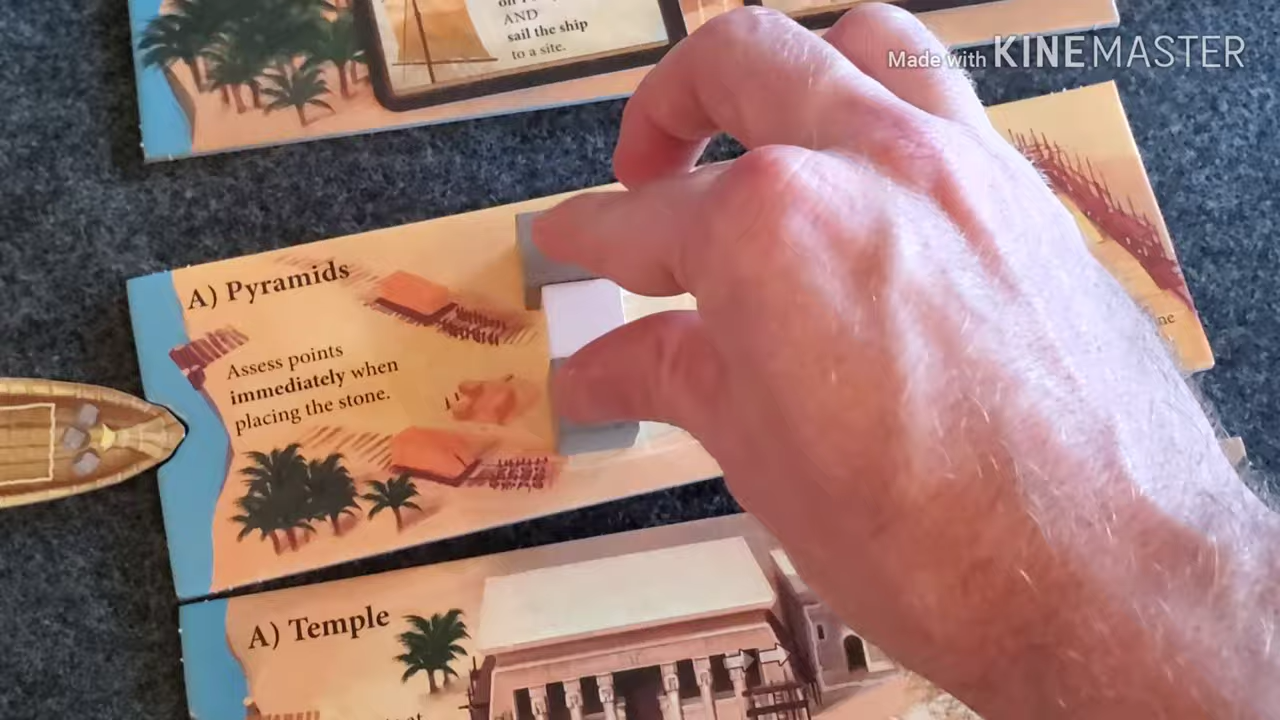 AND
sail the ship
to a site.
Made with KINEMASTER
A) Pyramids
Assess points
immediately when
placing the stone.
A) Temple